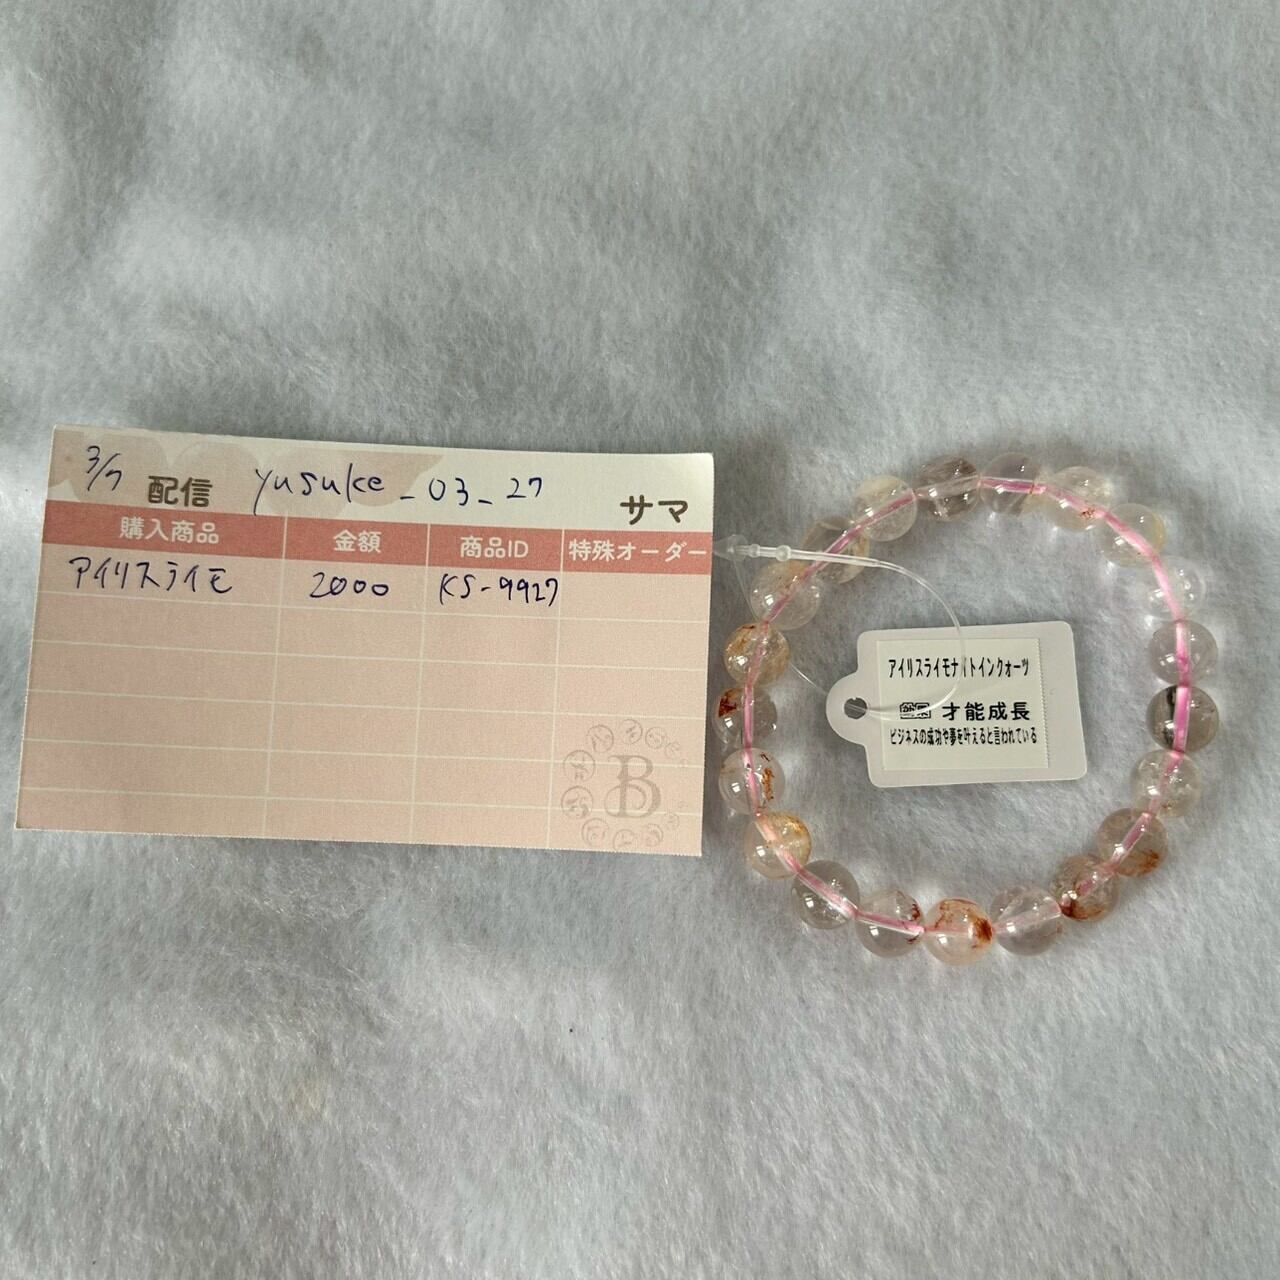 3/7 配信 yusuke_03_27 サマ
購入商品 金額 商品ID 特殊オーダー
アイリスライモ 2000 KS-9927
B
アイリスライモナイトインクォーツ
効果 才能成長
ビジネスの成功や夢を叶えると言われている